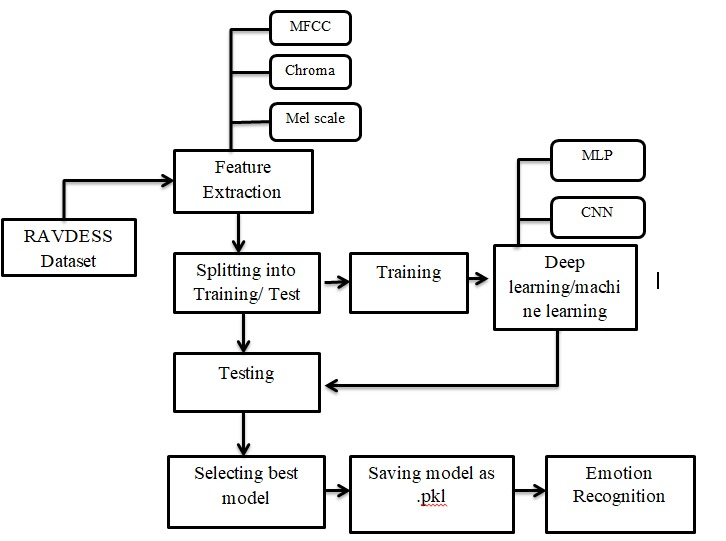 MFCC
Chroma
Mel scale
Feature
Extraction
MLP
CNN
RAVDESS
Dataset
Splitting into
Training/ Test
Training
Deep
learning/machi
ne learning
Testing
Selecting best
model
Saving model as
.pkl
Emotion
Recognition